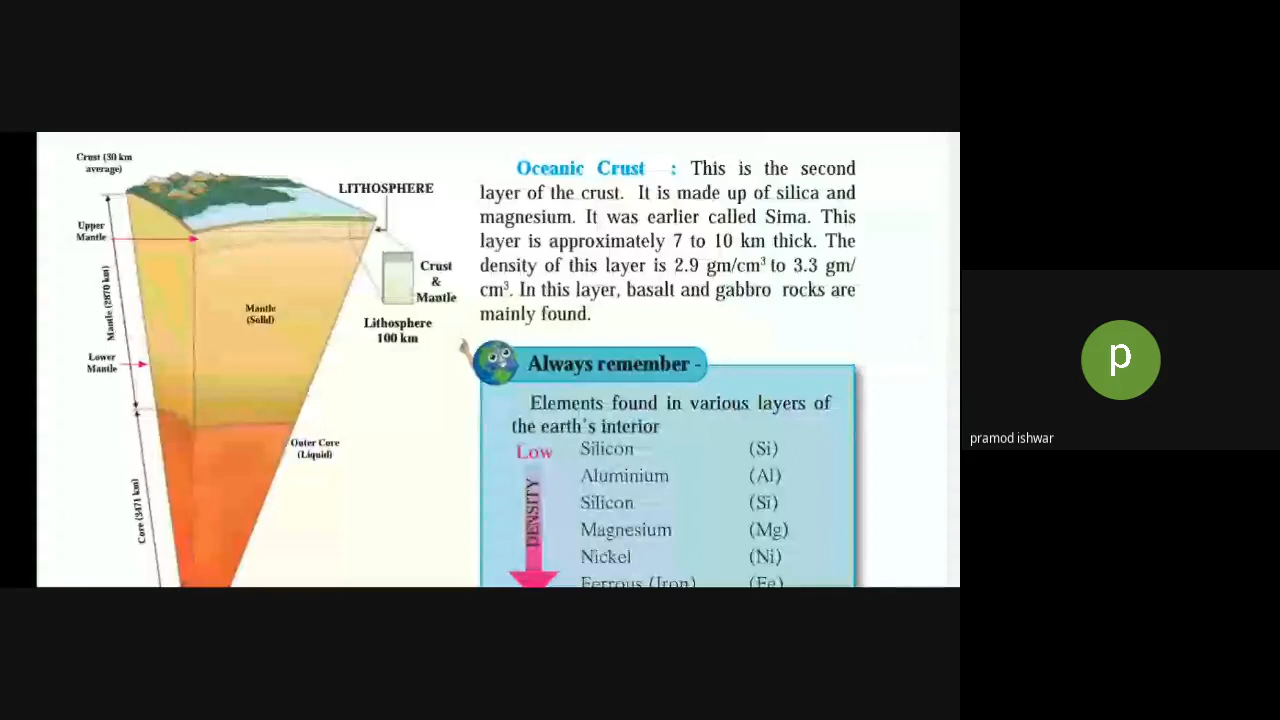 Crust (30 km
average)
LITHOSPHERE
Upper
Mantle
Mantle (2870 km)
Crust
&
Mantle
Mantle
(Solid)
Lithosphere
100 km
Lower
Mantle
Outer Core
(Liquid)
Core (3471 km)
Oceanic Crust : This is the second
layer of the crust. It is made up of silica and
magnesium. It was earlier called Sima. This
layer is approximately 7 to 10 km thick. The
density of this layer is 2.9 gm/cm³ to 3.3 gm/
cm³. In this layer, basalt and gabbro rocks are
mainly found.
Always remember -
Elements found in various layers of
the earth's interior
Low
DENSITY
Silicon (Si)
Aluminium (Al)
Silicon (Si)
Magnesium (Mg)
Nickel (Ni)
Ferrous (Iron) (Fe)
p
pramod ishwar